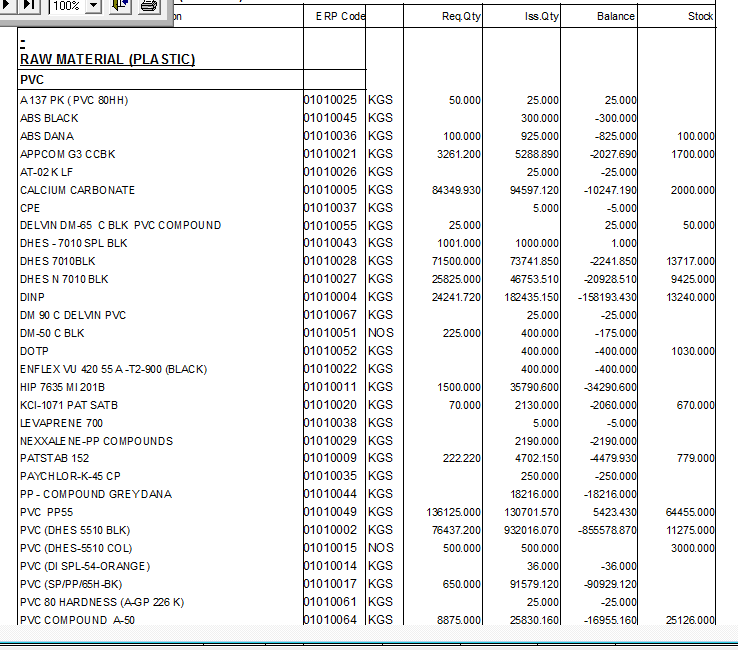 100%
on ERP Code Req.Qty Iss.Qty Balance Stock
-
RAW MATERIAL (PLASTIC)
PVC
A137 PK ( PVC 80HH) 01010025 KGS 50.000 25.000 25.000
ABS BLACK 01010045 KGS 300.000 -300.000
ABS DANA 01010036 KGS 100.000 925.000 -825.000 100.000
APPCOM G3 CCBK 01010021 KGS 3261.200 5288.890 -2027.690 1700.000
AT-02 K LF 01010026 KGS 25.000 -25.000
CALCIUM CARBONATE 01010005 KGS 84349.930 94597.120 -10247.190 2000.000
CPE 01010037 KGS 5.000 -5.000
DELVIN DM-65 C BLK PVC COMPOUND 01010055 KGS 25.000 25.000 50.000
DHES - 7010 SPL BLK 01010043 KGS 1001.000 1000.000 1.000
DHES 7010BLK 01010028 KGS 71500.000 73741.850 -2241.850 13717.000
DHES N 7010 BLK 01010027 KGS 25825.000 46753.510 -20928.510 9425.000
DINP 01010004 KGS 24241.720 182435.150 -158193.430 13240.000
DM 90 C DELVIN PVC 01010067 KGS 25.000 -25.000
DM-50 C BLK 01010051 NOS 225.000 400.000 -175.000
DOTP 01010052 KGS 400.000 -400.000 1030.000
ENFLEX VU 420 55 A -T2-900 (BLACK) 01010022 KGS 400.000 -400.000
HIP 7635 MI 201B 01010011 KGS 1500.000 35790.600 -34290.600
KCI-1071 PAT SATB 01010020 KGS 70.000 2130.000 -2060.000 670.000
LEVAPRENE 700 01010038 KGS 5.000 -5.000
NEXXALENE-PP COMPOUNDS 01010029 KGS 2190.000 -2190.000
PATSTAB 152 01010009 KGS 222.220 4702.150 -4479.930 779.000
PAYCHLOR-K-45 CP 01010035 KGS 250.000 -250.000
PP - COMPOUND GREYDANA 01010044 KGS 18216.000 -18216.000
PVC PP55 01010049 KGS 136125.000 130701.570 5423.430 64455.000
PVC (DHES 5510 BLK) 01010002 KGS 76437.200 932016.070 -855578.870 11275.000
PVC (DHES-5510 COL) 01010015 NOS 500.000 500.000 3000.000
PVC (DI SPL-54-ORANGE) 01010014 KGS 36.000 -36.000
PVC (SP/PP/65H-BK) 01010017 KGS 650.000 91579.120 -90929.120
PVC 80 HARDNESS (A-GP 226 K) 01010061 KGS 25.000 -25.000
PVC COMPOUND A-50 01010064 KGS 8875.000 25830.160 -16955.160 25126.000